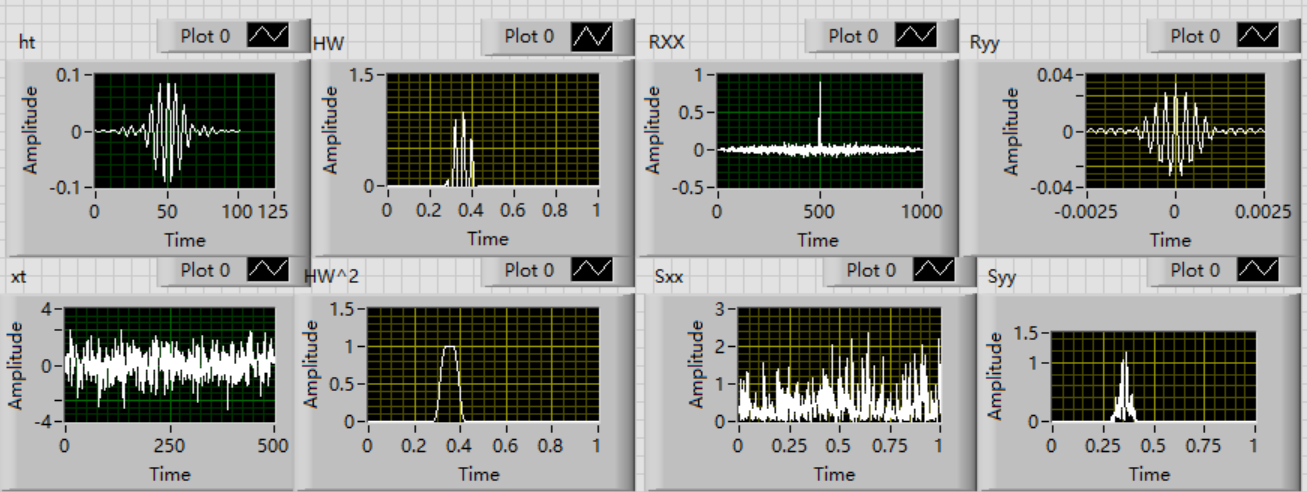 ht
Plot 0
Amplitude
0.1
0
-0.1
0 50 100 125
Time
HW
Plot 0
Amplitude
1.5
0
0 0.2 0.4 0.6 0.8 1
Time
RXX
Plot 0
Amplitude
1
0.5
0
-0.5
0 500 1000
Time
Ryy
Plot 0
Amplitude
0.04
0
-0.04
-0.0025 0 0.0025
Time
xt
Plot 0
Amplitude
4
0
-4
0 250 500
Time
HW^2
Plot 0
Amplitude
1.5
1
0.5
0
0 0.2 0.4 0.6 0.8 1
Time
Sxx
Plot 0
Amplitude
3
2
1
0
0 0.25 0.5 0.75 1
Time
Syy
Plot 0
Amplitude
1.5
1
0
0 0.25 0.5 0.75 1
Time